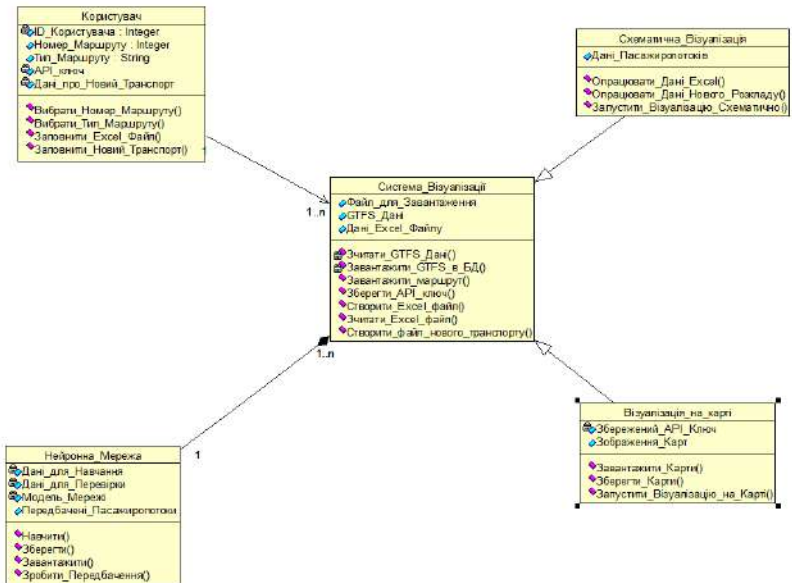 Користувач
ID_Користувача : Integer
Номер_Маршруту : Integer
Тип_Маршруту : String
API_ключ
Дані_про_Новий_Транспорт
Вибрати_Номер_Маршруту()
Вибрати_Тип_Маршруту()
Заповнити_Excel_Файл()
Заповнити_Новий_Транспорт()
1
Схематична_Візуалізація
Дані_Пасажиропотоків
Опрацювати_Дані_Excel()
Опрацювати_Дані_Нового_Розкладу()
Запустити_Візуалізацію_Схематично()
1..n
Система_Візуалізації
Файл_для_Завантаження
GTFS_Дані
Дані_Excel_Файлу
Зчитати_GTFS_Дані()
Завантажити_GTFS_в_БД()
Завантажити_маршрут()
Зберегти_API_ключ()
Створити_Excel_файл()
Зчитати_Excel_файл()
Створити_файл_нового_транспорту()
1..n
1
Нейронна_Мережа
Дані_для_Навчання
Дані_для_Перевірки
Модель_Мережі
Передбачені_Пасажиропотоки
Навчити()
Зберегти()
Завантажити()
Зробити_Передбачення()
Візуалізація_на_карті
Збережений_API_Ключ
Зображення_Карт
Завантажити_Карти()
Зберегти_Карти()
Запустити_Візуалізацію_на_Карті()